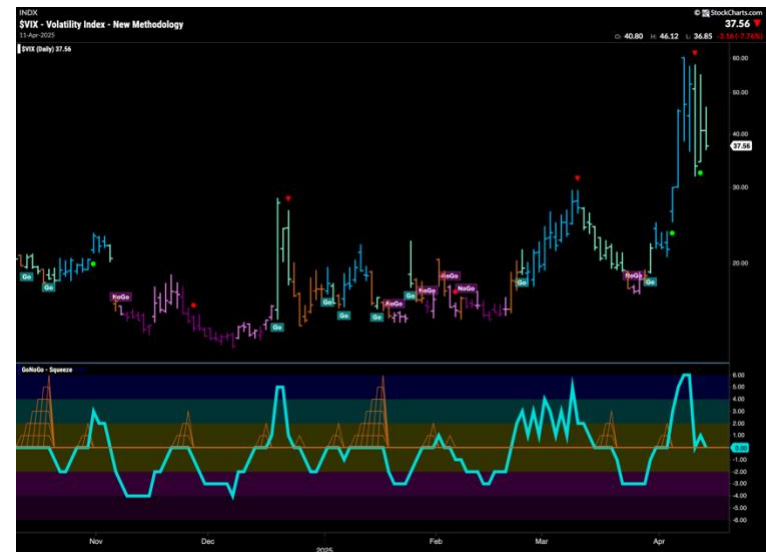 INDX
© StockCharts.com
$VIX - Volatility Index - New Methodology
37.56
11-Apr-2025
O: 40.80 H: 46.12 L: 36.85 -3.16 (-7.76%)
$VIX (Daily) 37.56
60.00
50.00
40.00
37.56
30.00
20.00
Go
Go
NoGo
Go
Go
Go
Go
NoGo
Go
NoGo
NoGo
NoGo
Go
NoGo
Go
GoNoGo - Squeeze
6.00
5.00
4.00
3.00
2.00
1.00
0.00
-1.00
-2.00
-3.00
-4.00
-5.00
-6.00
Nov Dec 2025 Feb Mar Apr